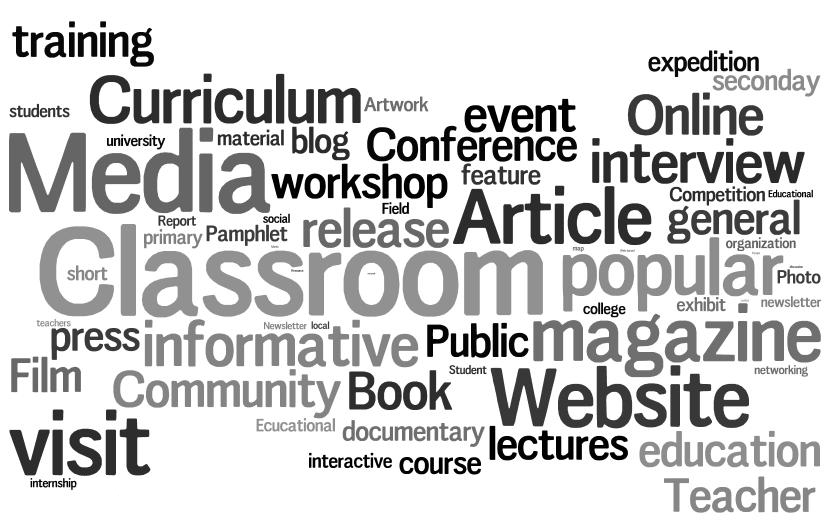 training
expedition
seconday
students
Curriculum
Artwork
event
Online
university
material
blog
Conference
interview
Media
workshop
feature
Competition
Educational
Report
social
Field
Article
general
primary
Pamphlet
release
organization
short
Classroom
map
popular
Photo
college
exhibit
newsletter
teachers
press
Newsletter
local
informative
Public
magazine
Film
Community
Book
Student
Website
networking
visit
Ecucational
documentary
lectures
education
interactive
course
internship
Teacher